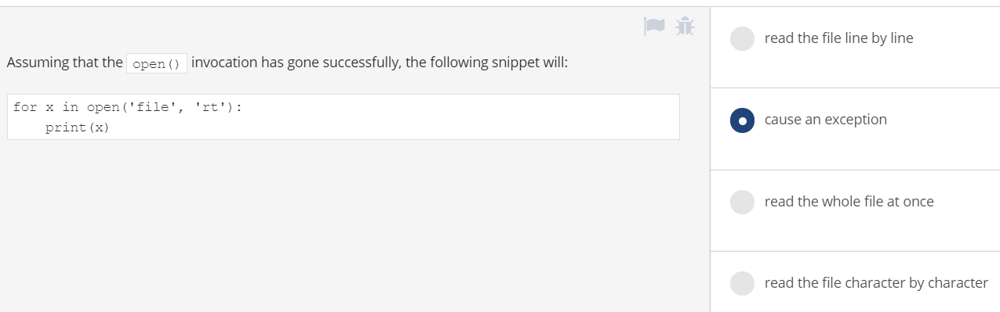 Assuming that the open() invocation has gone successfully, the following snippet will:
for x in open('file', 'rt'):
    print(x)
read the file line by line
cause an exception
read the whole file at once
read the file character by character